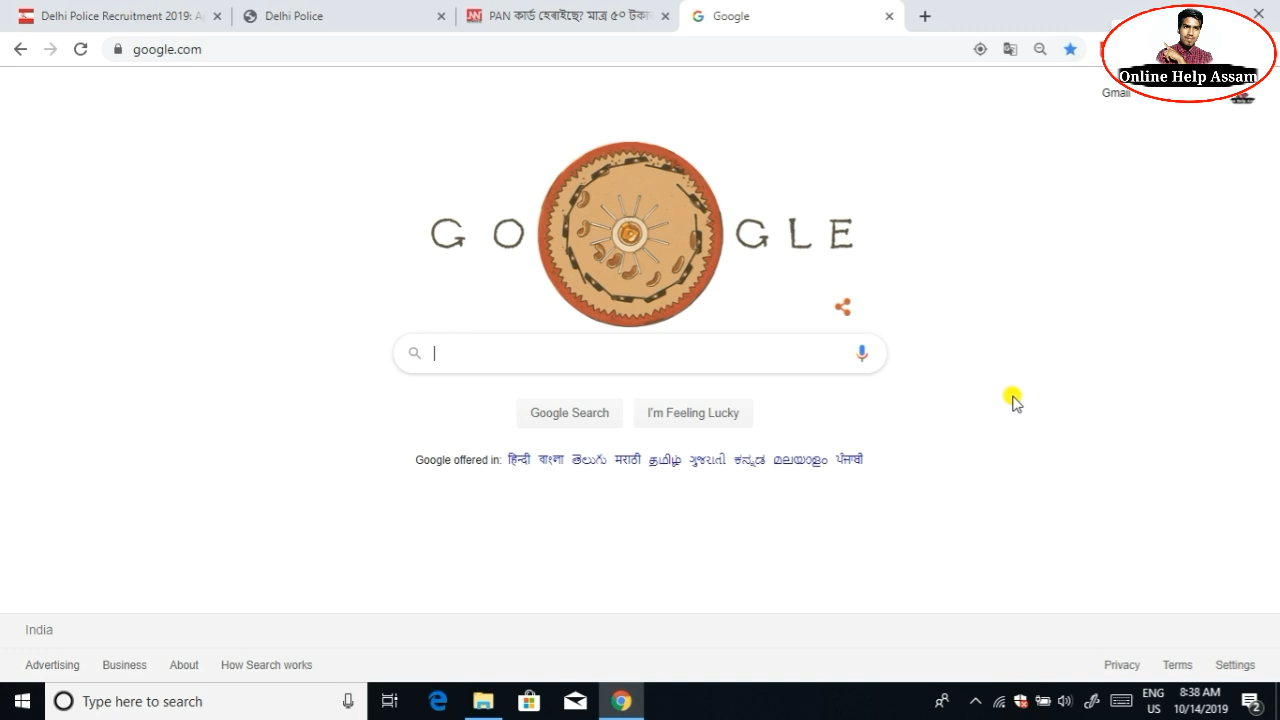 Delhi Police Recruitment 2019: A
Delhi Police
PAN কার্ড হেৰাইছে? মাত্ৰ ৫০ টকা
Google
google.com
Online Help Assam
Gmail
G O G L E
Google Search
I'm Feeling Lucky
Google offered in: हिन्दी বাংলা తెలుగు मराठी தமிழ் ગુજરાતી ಕನ್ನಡ മലയാളം ਪੰਜਾਬੀ
India
Advertising Business About How Search works
Privacy Terms Settings
Type here to search
ENG 8:38 AM
US 10/14/2019
2